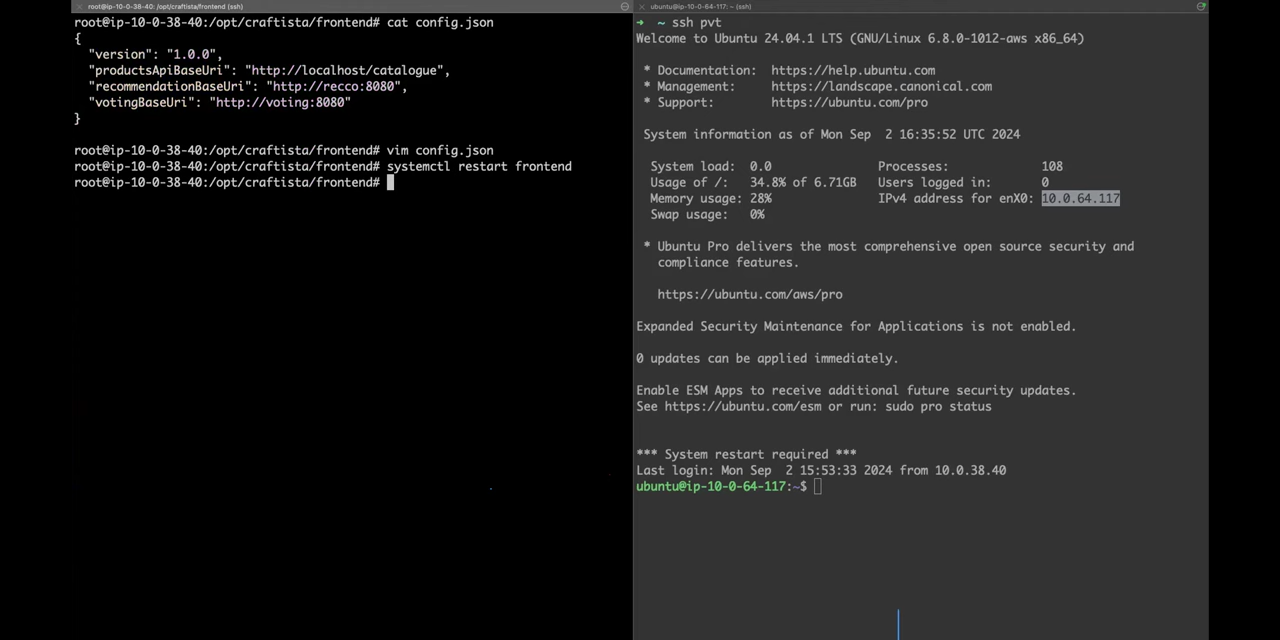 root@ip-10-0-38-40: /opt/craftista/frontend (ssh)
root@ip-10-0-38-40:/opt/craftista/frontend# cat config.json
{
  "version": "1.0.0",
  "productsApiBaseUri": "http://localhost/catalogue",
  "recommendationBaseUri": "http://recco:8080",
  "votingBaseUri": "http://voting:8080"
}
root@ip-10-0-38-40:/opt/craftista/frontend# vim config.json
root@ip-10-0-38-40:/opt/craftista/frontend# systemctl restart frontend
root@ip-10-0-38-40:/opt/craftista/frontend#
ubuntu@ip-10-0-64-117: ~ (ssh)
➜  ~ ssh pvt
Welcome to Ubuntu 24.04.1 LTS (GNU/Linux 6.8.0-1012-aws x86_64)
* Documentation:  https://help.ubuntu.com
* Management:     https://landscape.canonical.com
* Support:        https://ubuntu.com/pro
System information as of Mon Sep  2 16:35:52 UTC 2024
System load:  0.0               Processes:             108
Usage of /:   34.8% of 6.71GB   Users logged in:       0
Memory usage: 28%               IPv4 address for enX0: 10.0.64.117
Swap usage:   0%
* Ubuntu Pro delivers the most comprehensive open source security and
compliance features.
https://ubuntu.com/aws/pro
Expanded Security Maintenance for Applications is not enabled.
0 updates can be applied immediately.
Enable ESM Apps to receive additional future security updates.
See https://ubuntu.com/esm or run: sudo pro status
*** System restart required ***
Last login: Mon Sep  2 15:53:33 2024 from 10.0.38.40
ubuntu@ip-10-0-64-117:~$